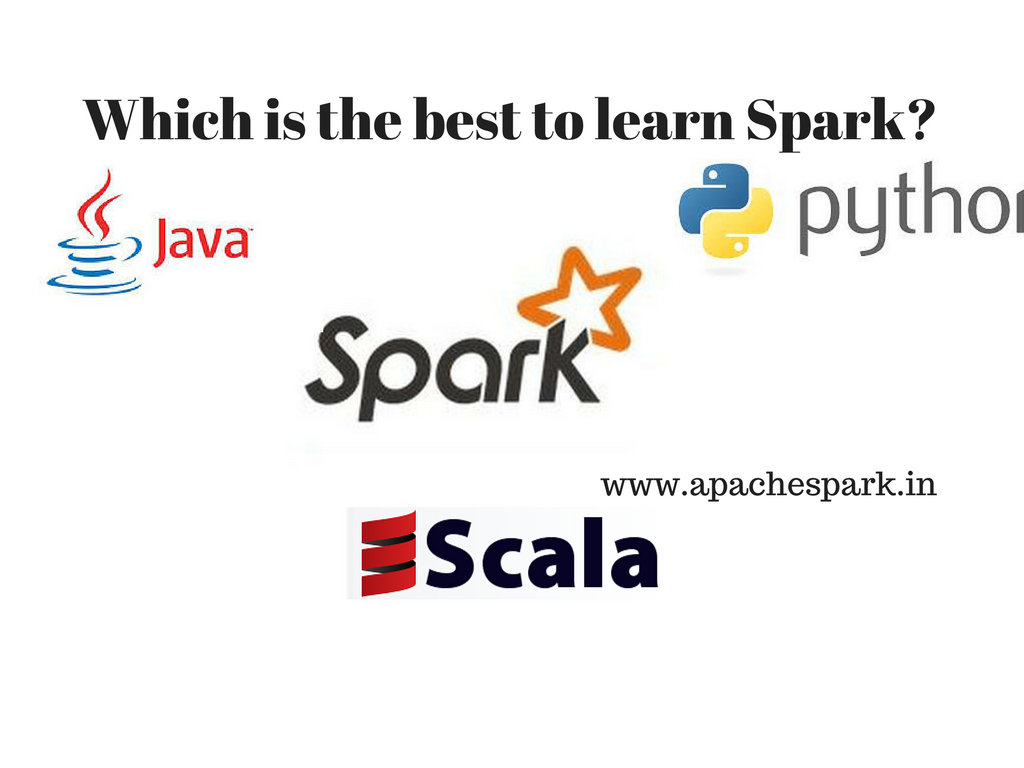 Which is the best to learn Spark?
Java
pytho
Spark
www.apachespark.in
Scala